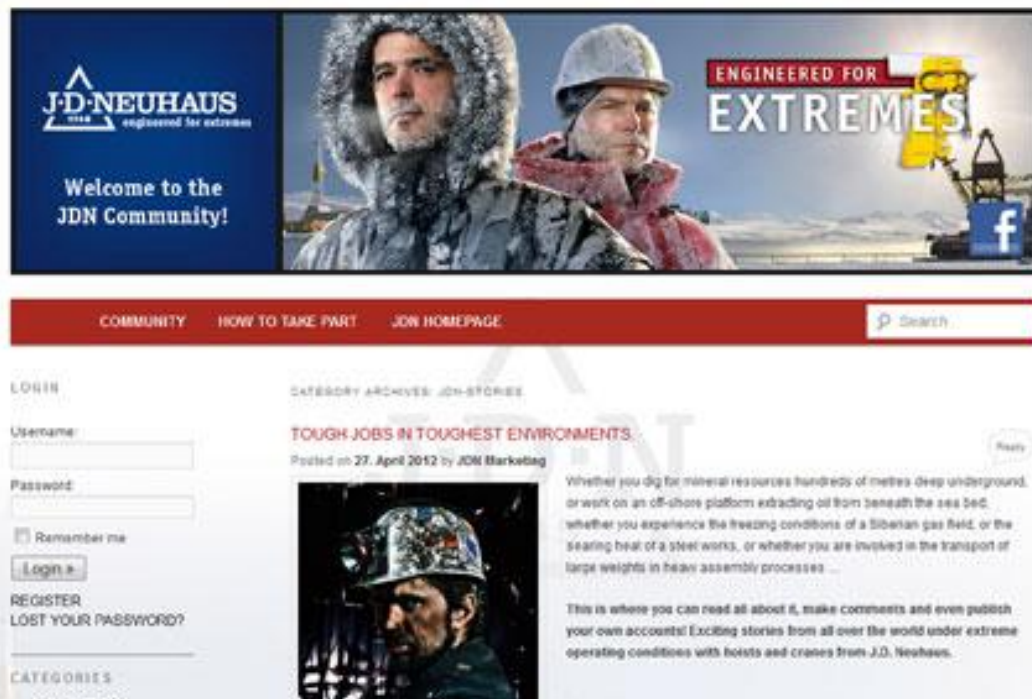 J·D·NEUHAUS
1745
engineered for extremes
Welcome to the
JDN Community!
ENGINEERED FOR
EXTREMES
f
COMMUNITY HOW TO TAKE PART JDN HOMEPAGE
Search
LOGIN
Username:
Password:
Remember me
Login »
REGISTER
LOST YOUR PASSWORD?
CATEGORIES
CATEGORY ARCHIVES: JDN-STORIES
TOUGH JOBS IN TOUGHEST ENVIRONMENTS.
Posted on 27. April 2012 by JDN Marketing
Reply
Whether you dig for mineral resources hundreds of metres deep underground,
or work on an off-shore platform extracting oil from beneath the sea bed,
whether you experience the freezing conditions of a Siberian gas field, or the
searing heat of a steel works, or whether you are involved in the transport of
large weights in heavy assembly processes ...
This is where you can read all about it, make comments and even publish
your own accounts! Exciting stories from all over the world under extreme
operating conditions with hoists and cranes from J.D. Neuhaus.
J·D·N